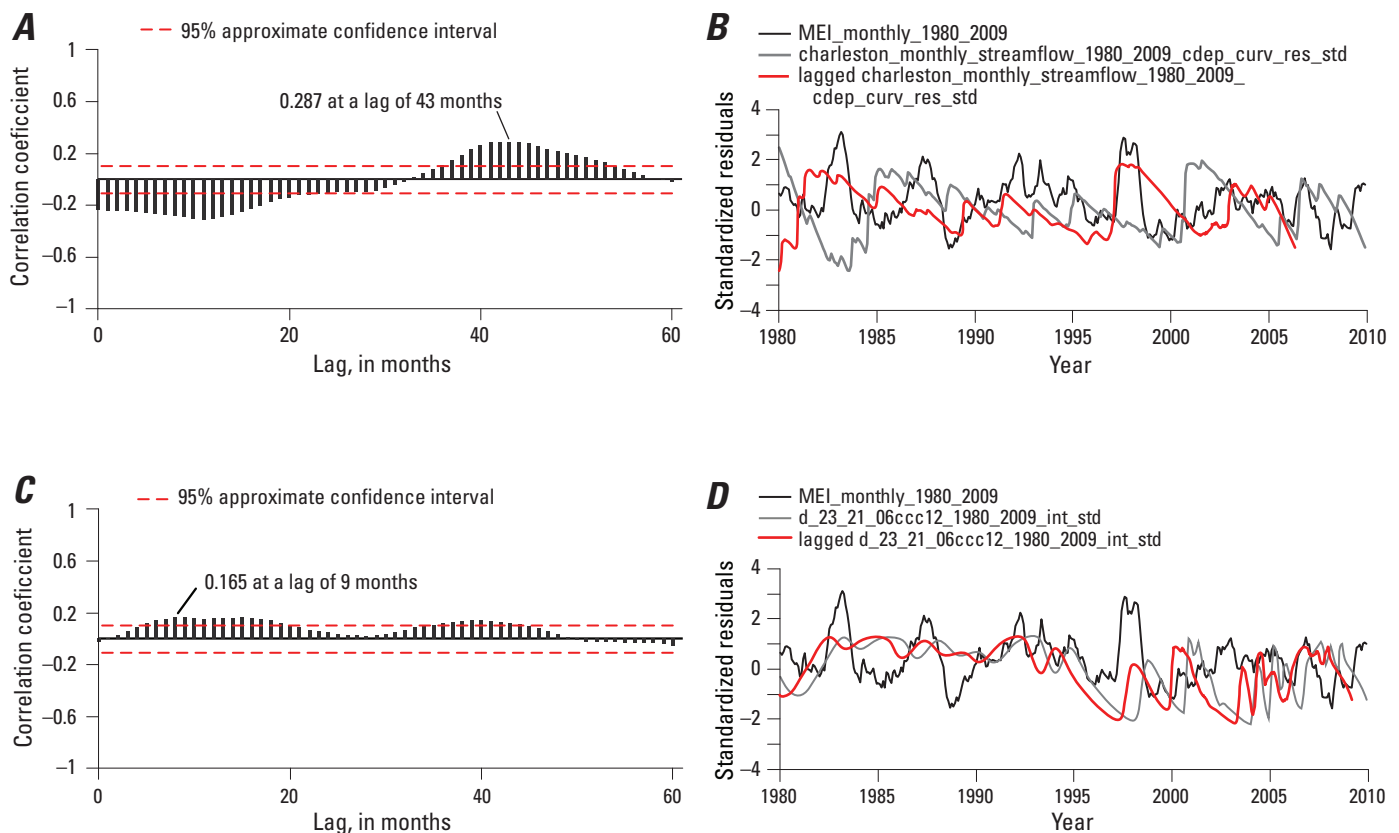 A
95% approximate confidence interval
1
0.6
0.2
−0.2
−0.6
−1
Correlation coeficcient
0.287 at a lag of 43 months
0
20
40
60
Lag, in months
B
MEI_monthly_1980_2009
charleston_monthly_streamflow_1980_2009_cdep_curv_res_std
lagged charleston_monthly_streamflow_1980_2009_
cdep_curv_res_std
4
2
0
−2
−4
Standardized residuals
1980
1985
1990
1995
2000
2005
2010
Year
C
95% approximate confidence interval
1
0.6
0.2
−0.2
−0.6
−1
Correlation coeficcient
0.165 at a lag of 9 months
0
20
40
60
Lag, in months
D
MEI_monthly_1980_2009
d_23_21_06ccc12_1980_2009_int_std
lagged d_23_21_06ccc12_1980_2009_int_std
4
2
0
−2
−4
Standardized residuals
1980
1985
1990
1995
2000
2005
2010
Year